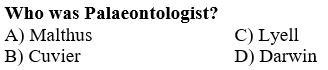 Who was Palaeontologist?
A) Malthus C) Lyell
B) Cuvier D) Darwin